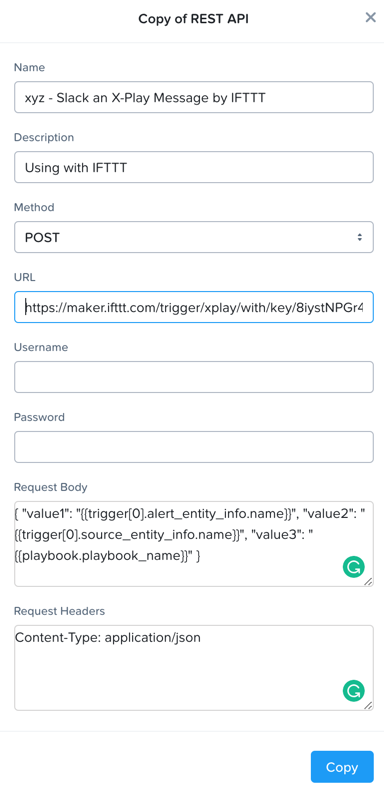 Copy of REST API
Name
xyz - Slack an X-Play Message by IFTTT
Description
Using with IFTTT
Method
POST
URL
https://maker.ifttt.com/trigger/xplay/with/key/8iystNPGr4
Username
Password
Request Body
{ "value1": "{{trigger[0].alert_entity_info.name}}", "value2": "
{{trigger[0].source_entity_info.name}}", "value3": "
{{playbook.playbook_name}}" }
Request Headers
Content-Type: application/json
Copy